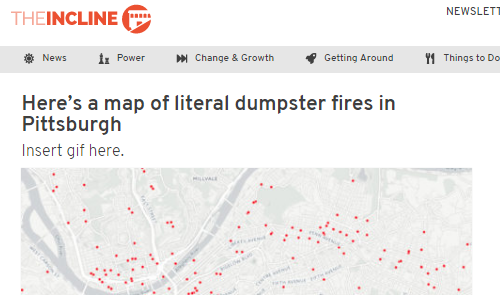 THEINCLINE
NEWSLETT
News Power Change & Growth Getting Around Things to Do
Here's a map of literal dumpster fires in
Pittsburgh
Insert gif here.
MILLVALE